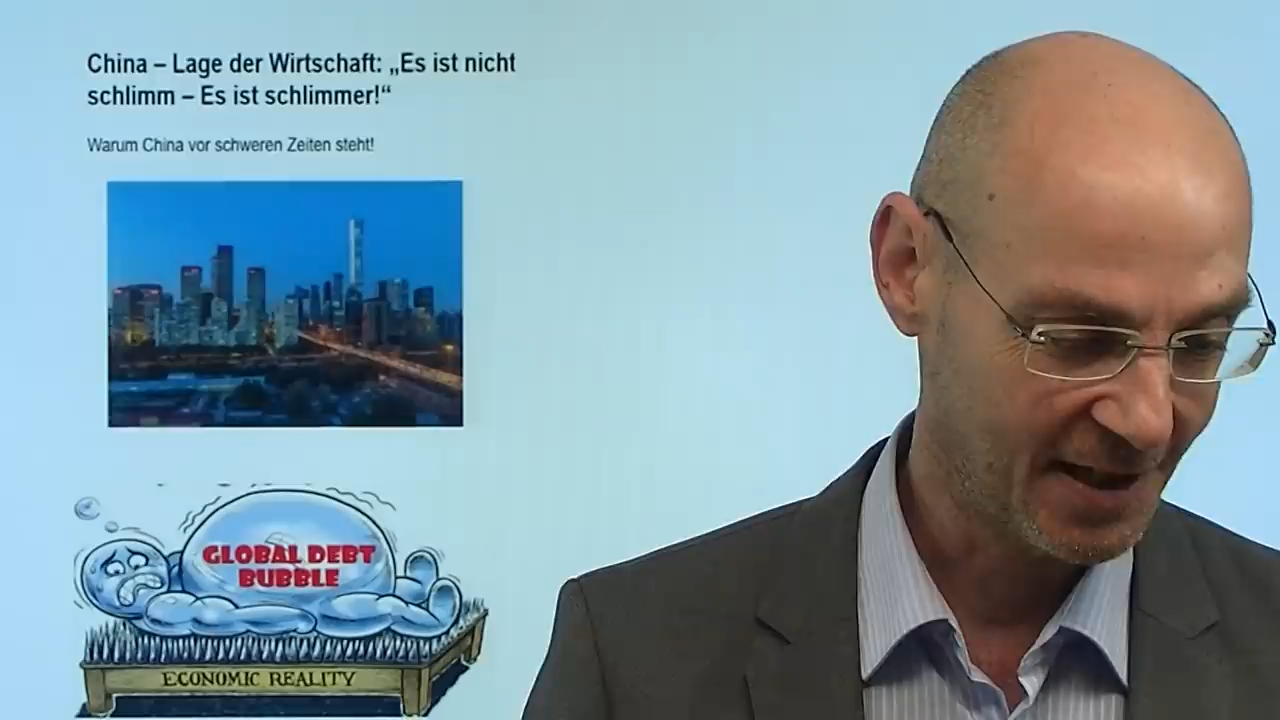 China – Lage der Wirtschaft: „Es ist nicht
schlimm – Es ist schlimmer!“
Warum China vor schweren Zeiten steht!
GLOBAL DEBT
BUBBLE
ECONOMIC REALITY